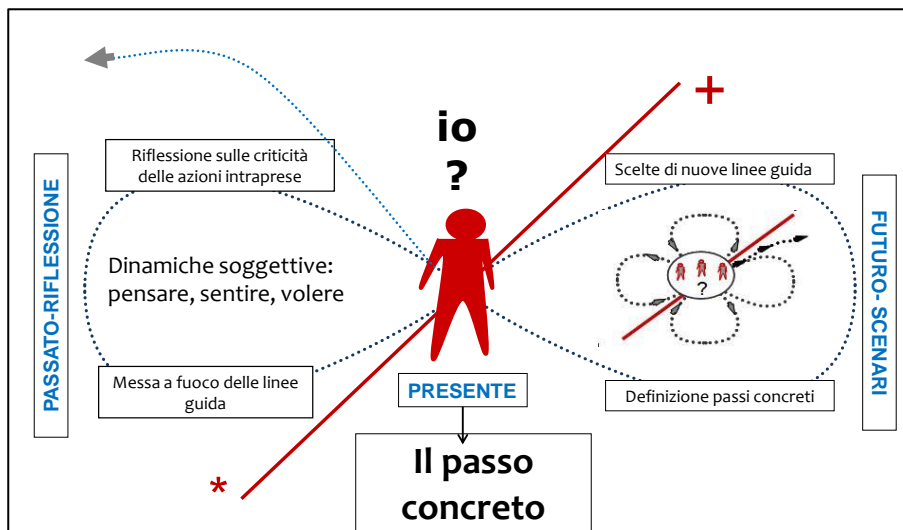 +
io
?
Riflessione sulle criticità
delle azioni intraprese
Scelte di nuove linee guida
PASSATO-RIFLESSIONE
Dinamiche soggettive:
pensare, sentire, volere
?
FUTURO- SCENARI
Messa a fuoco delle linee
guida
PRESENTE
Definizione passi concreti
*
Il passo
concreto